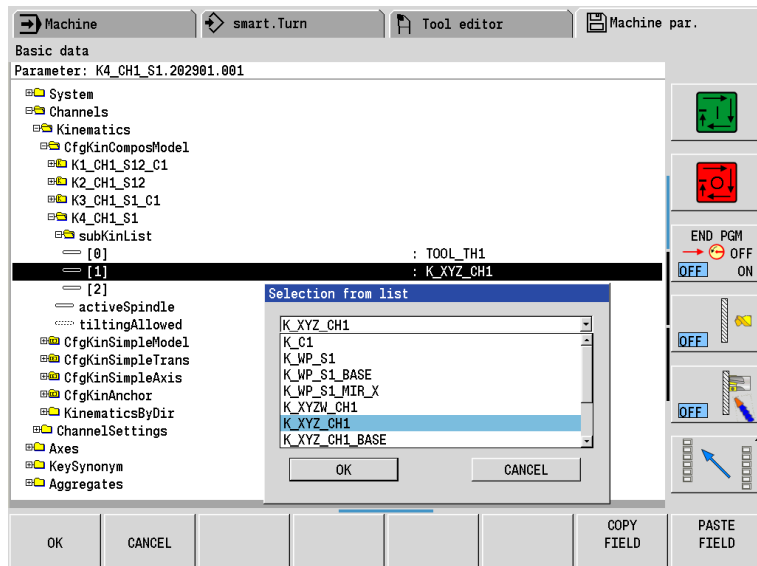 Machine smart.Turn Tool editor Machine par.
Basic data
Parameter: K4_CH1_S1.202901.001
System
Channels
Kinematics
CfgKinComposModel
K1_CH1_S12_C1
K2_CH1_S12
K3_CH1_S1_C1
K4_CH1_S1
subKinList
[0] : TOOL_TH1
[1] : K_XYZ_CH1
[2]
activeSpindle
tiltingAllowed
CfgKinSimpleModel
CfgKinSimpleTrans
CfgKinSimpleAxis
CfgKinAnchor
KinematicsByDir
ChannelSettings
Axes
KeySynonym
Aggregates
Selection from list
K_XYZ_CH1
K_C1
K_WP_S1
K_WP_S1_BASE
K_WP_S1_MIR_X
K_XYZW_CH1
K_XYZ_CH1
K_XYZ_CH1_BASE
OK CANCEL
END PGM
OFF
OFF ON
OFF
OFF
OK CANCEL COPY FIELD PASTE FIELD